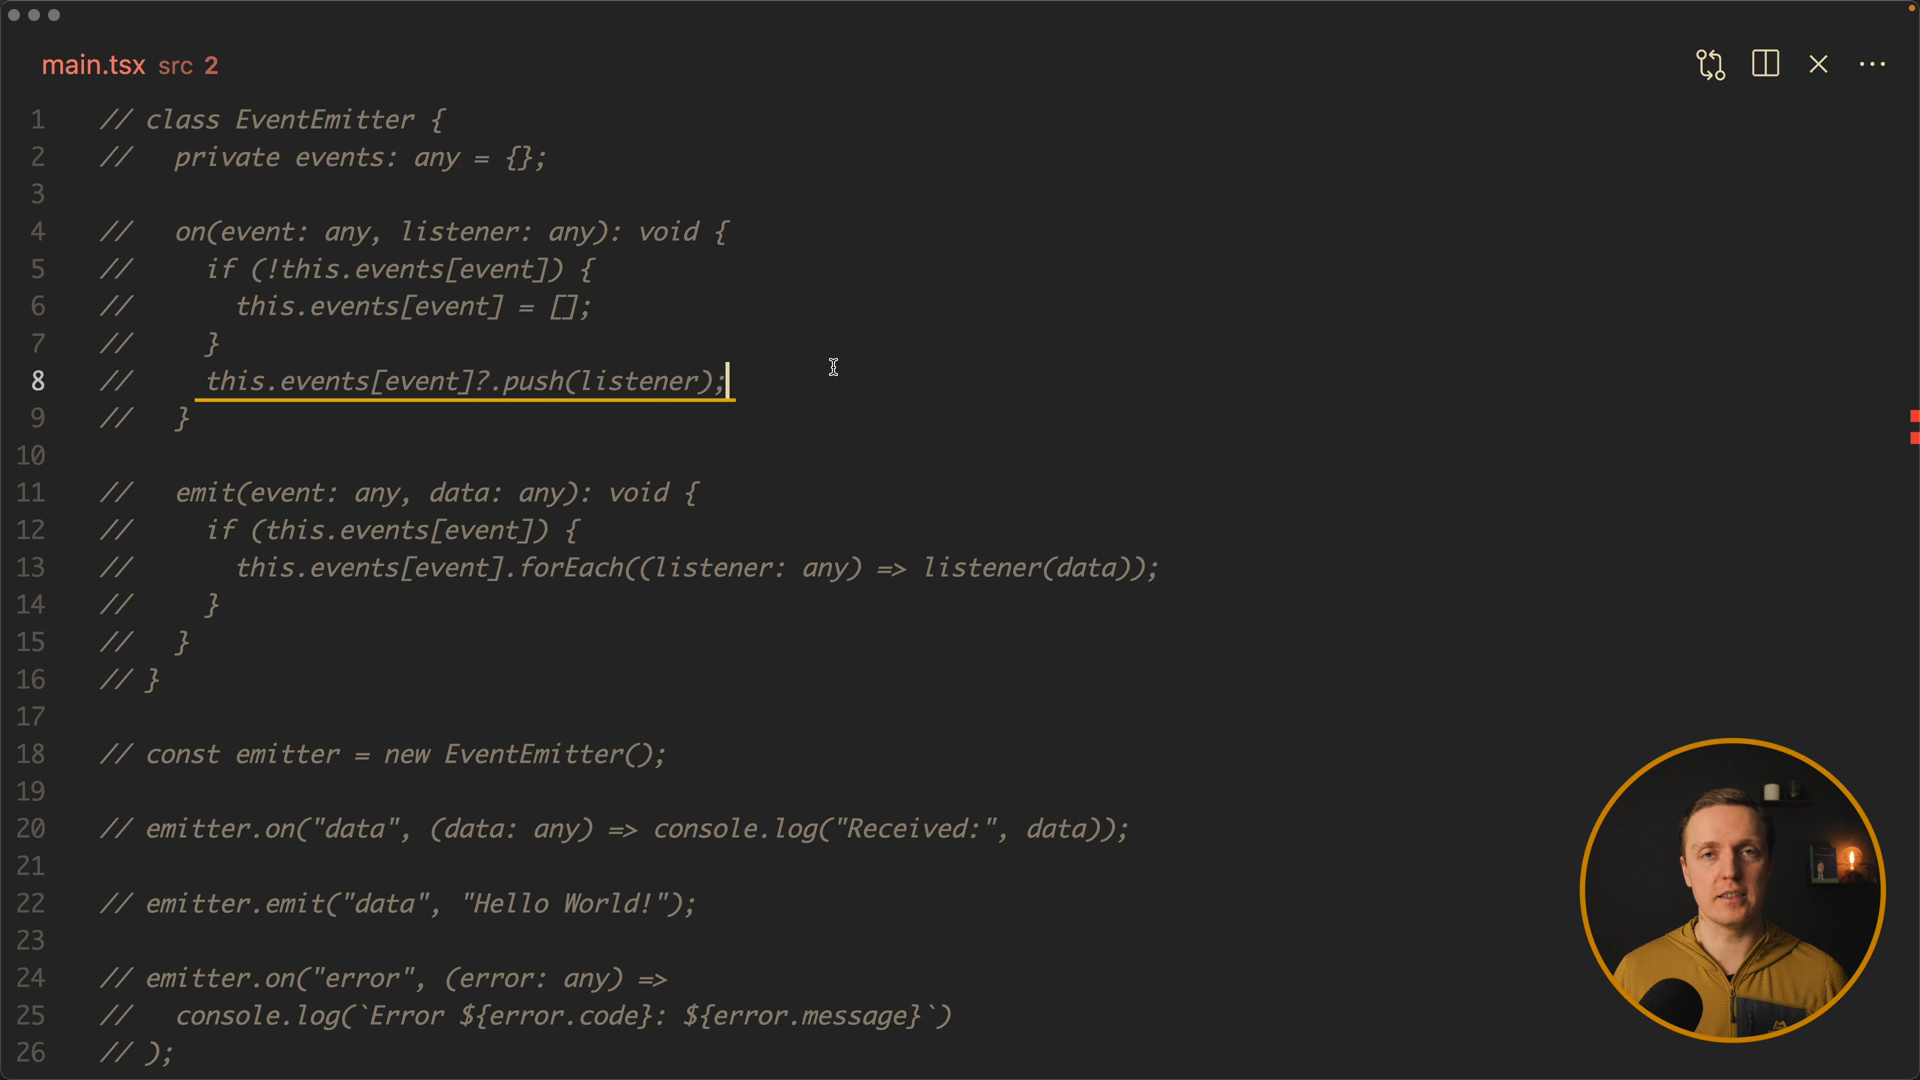 main.tsx src 2
1 // class EventEmitter {
2 //   private events: any = {};
3
4 //   on(event: any, listener: any): void {
5 //     if (!this.events[event]) {
6 //       this.events[event] = [];
7 //     }
8 //     this.events[event]?.push(listener);
9 //   }
10
11 //   emit(event: any, data: any): void {
12 //     if (this.events[event]) {
13 //       this.events[event].forEach((listener: any) => listener(data));
14 //     }
15 //   }
16 // }
17
18 // const emitter = new EventEmitter();
19
20 // emitter.on("data", (data: any) => console.log("Received:", data));
21
22 // emitter.emit("data", "Hello World!");
23
24 // emitter.on("error", (error: any) =>
25 //   console.log(`Error ${error.code}: ${error.message}`)
26 // );